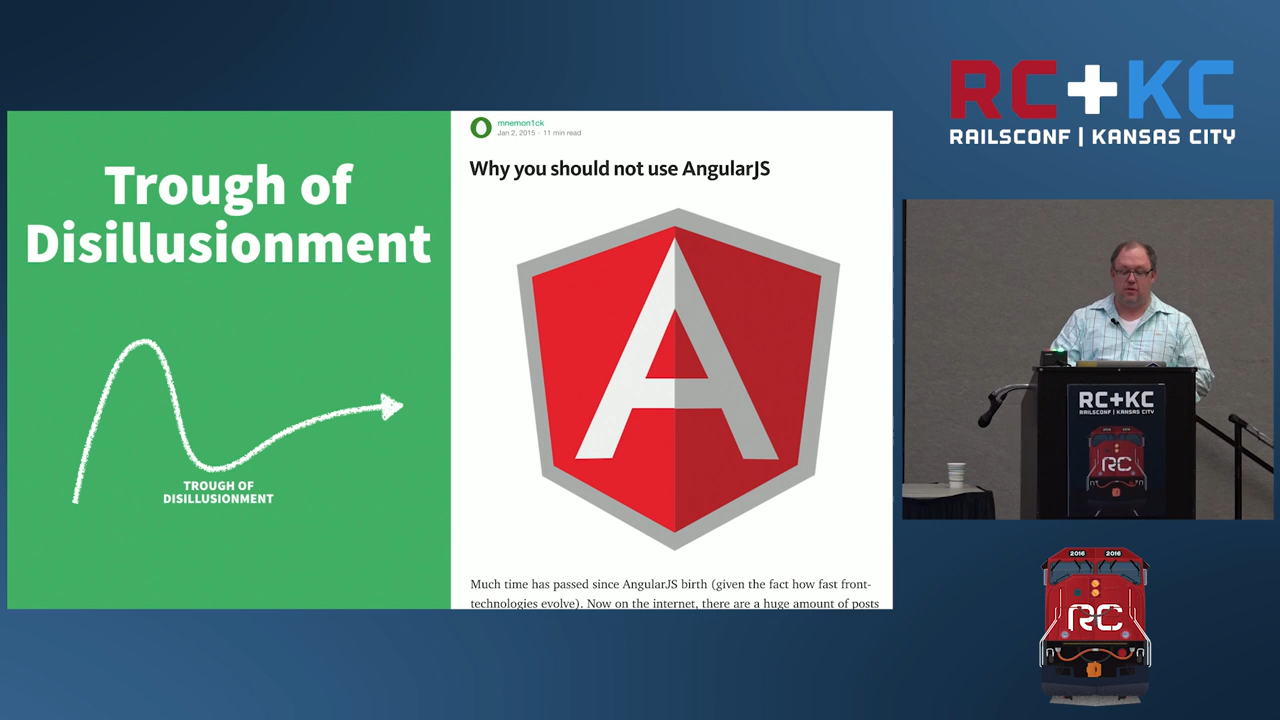 Trough of
Disillusionment
TROUGH OF
DISILLUSIONMENT
mnemon1ck
Jan 2, 2015 · 11 min read
Why you should not use AngularJS
A
Much time has passed since AngularJS birth (given the fact how fast front-
technologies evolve). Now on the internet, there are a huge amount of posts
RC+KC
RAILSCONF | KANSAS CITY
RC+KC
RAILSCONF | KANSAS CITY
RC
2016 2016
RC